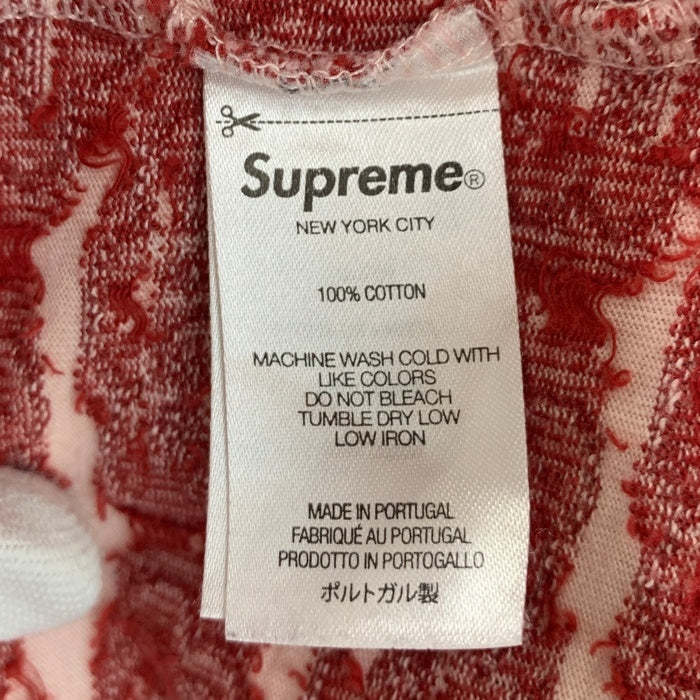 Supreme®
NEW YORK CITY
100% COTTON
MACHINE WASH COLD WITH
LIKE COLORS
DO NOT BLEACH
TUMBLE DRY LOW
LOW IRON
MADE IN PORTUGAL
FABRIQUÉ AU PORTUGAL
PRODOTTO IN PORTOGALLO
ポルトガル製